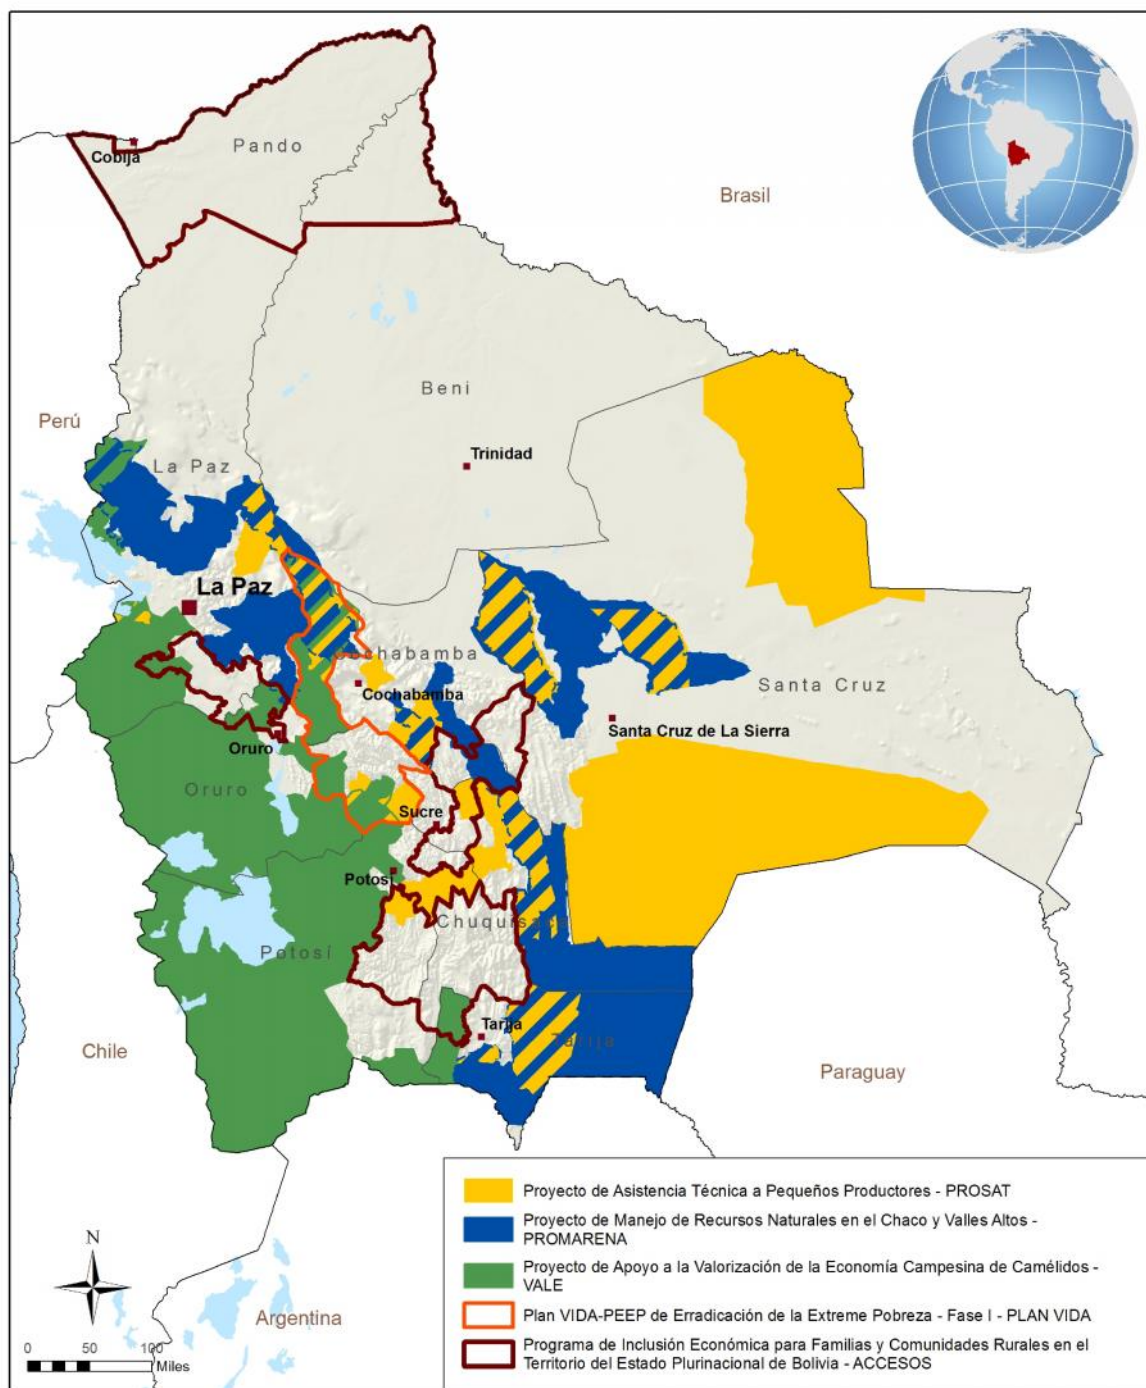 Pando
Cobija
Brasil
Beni
Perú
La Paz
Trinidad
La Paz
Cochabamba
Cochabamba
Santa Cruz
Santa Cruz de La Sierra
Oruro
Oruro
Sucre
Potosí
Chuquisaca
Potosí
Tarija
Tarija
Chile
Paraguay
Proyecto de Asistencia Técnica a Pequeños Productores - PROSAT
Proyecto de Manejo de Recursos Naturales en el Chaco y Valles Altos -
PROMARENA
Proyecto de Apoyo a la Valorización de la Economía Campesina de Camélidos -
VALE
Plan VIDA-PEEP de Erradicación de la Extreme Pobreza - Fase I - PLAN VIDA
Programa de Inclusión Económica para Familias y Comunidades Rurales en el
Territorio del Estado Plurinacional de Bolivia - ACCESOS
N
Argentina
0 50 100
Miles